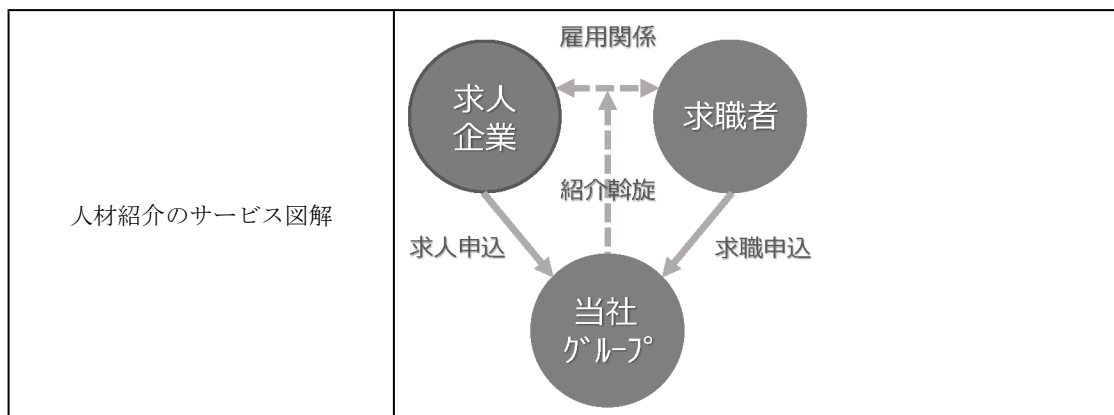 人材紹介のサービス図解
雇用関係
求人
企業
求職者
紹介斡旋
求人申込
求職申込
当社
ｸﾞﾙｰﾌﾟ